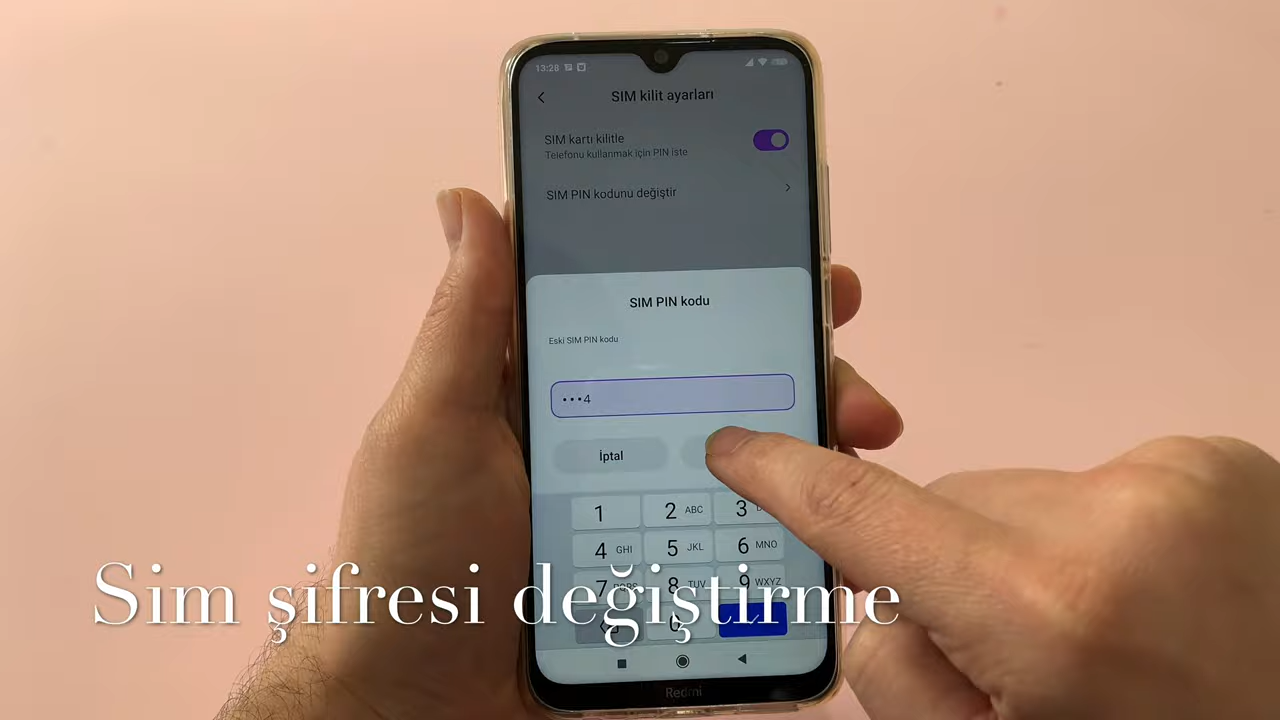 13:28
SIM kilit ayarları
SIM kartı kilitle
Telefonu kullanmak için PIN iste
SIM PIN kodunu değiştir
SIM PIN kodu
Eski SIM PIN kodu
•••4
İptal
1
2 ABC
3
4 GHI
5 JKL
6 MNO
7 PQRS
8 TUV
9 WXYZ
Sim şifresi değiştirme
Redmi